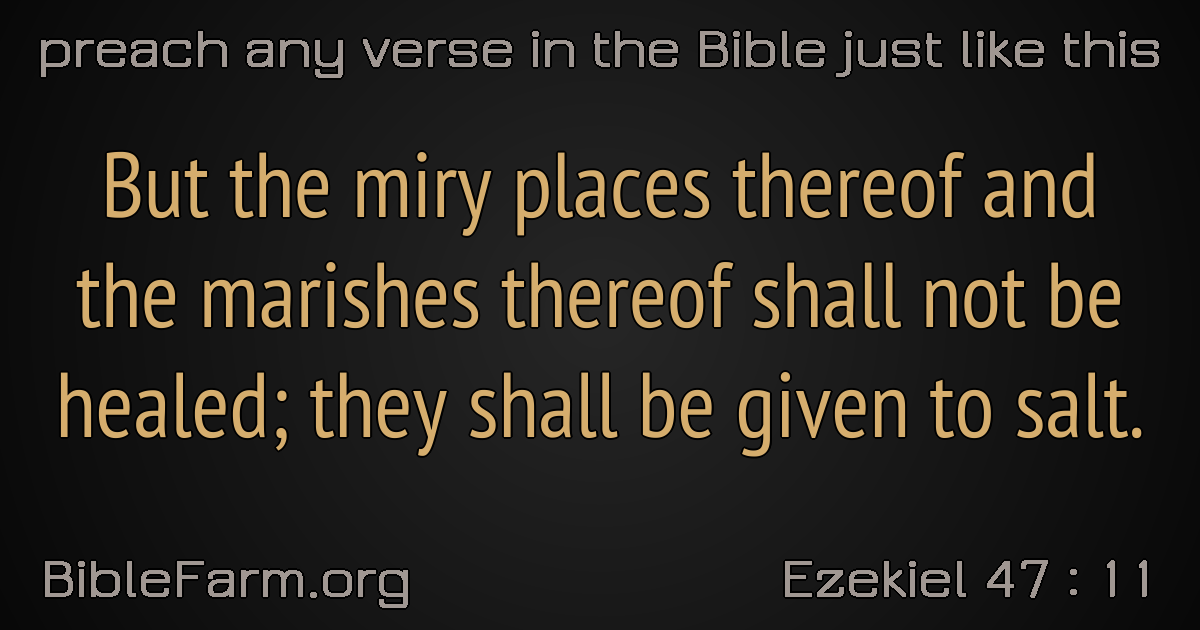 preach any verse in the Bible just like this
But the miry places thereof and
the marishes thereof shall not be
healed; they shall be given to salt.
BibleFarm.org
Ezekiel 47 : 11